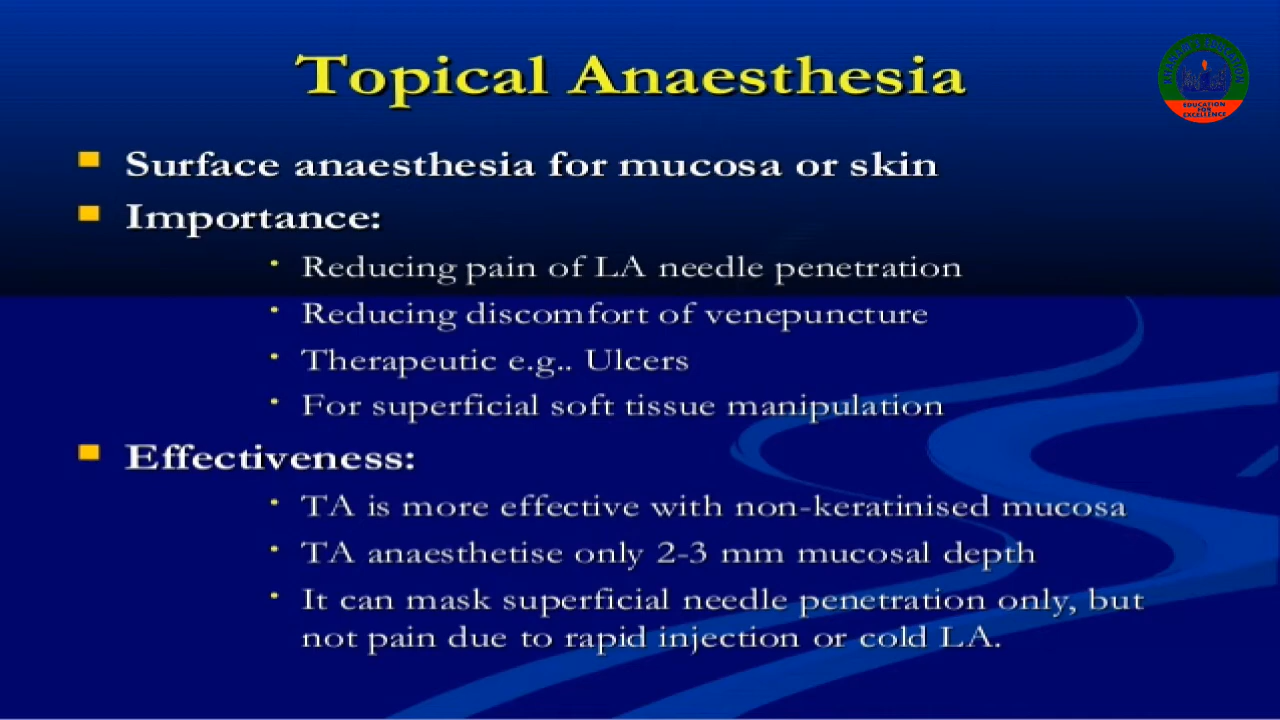 Topical Anaesthesia
EDUCATION
FOR
EXCELLENCE
Surface anaesthesia for mucosa or skin
Importance:
Reducing pain of LA needle penetration
Reducing discomfort of venepuncture
Therapeutic e.g.. Ulcers
For superficial soft tissue manipulation
Effectiveness:
TA is more effective with non-keratinised mucosa
TA anaesthetise only 2-3 mm mucosal depth
It can mask superficial needle penetration only, but
not pain due to rapid injection or cold LA.